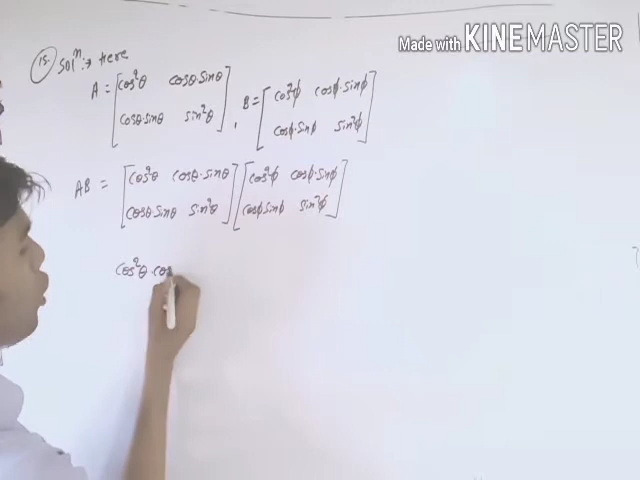 Made with KINEMASTER
15. Solⁿ :→ Here
A = [cos²θ cosθ·sinθ
cosθ·sinθ sin²θ] , B = [cos²φ cosφ·sinφ
cosφ·sinφ sin²φ]
AB = [cos²θ cosθ·sinθ
cosθ sinθ sin²θ] [cos²φ cosφ·sinφ
cosφ sinφ sin²φ]
cos²θ·cos